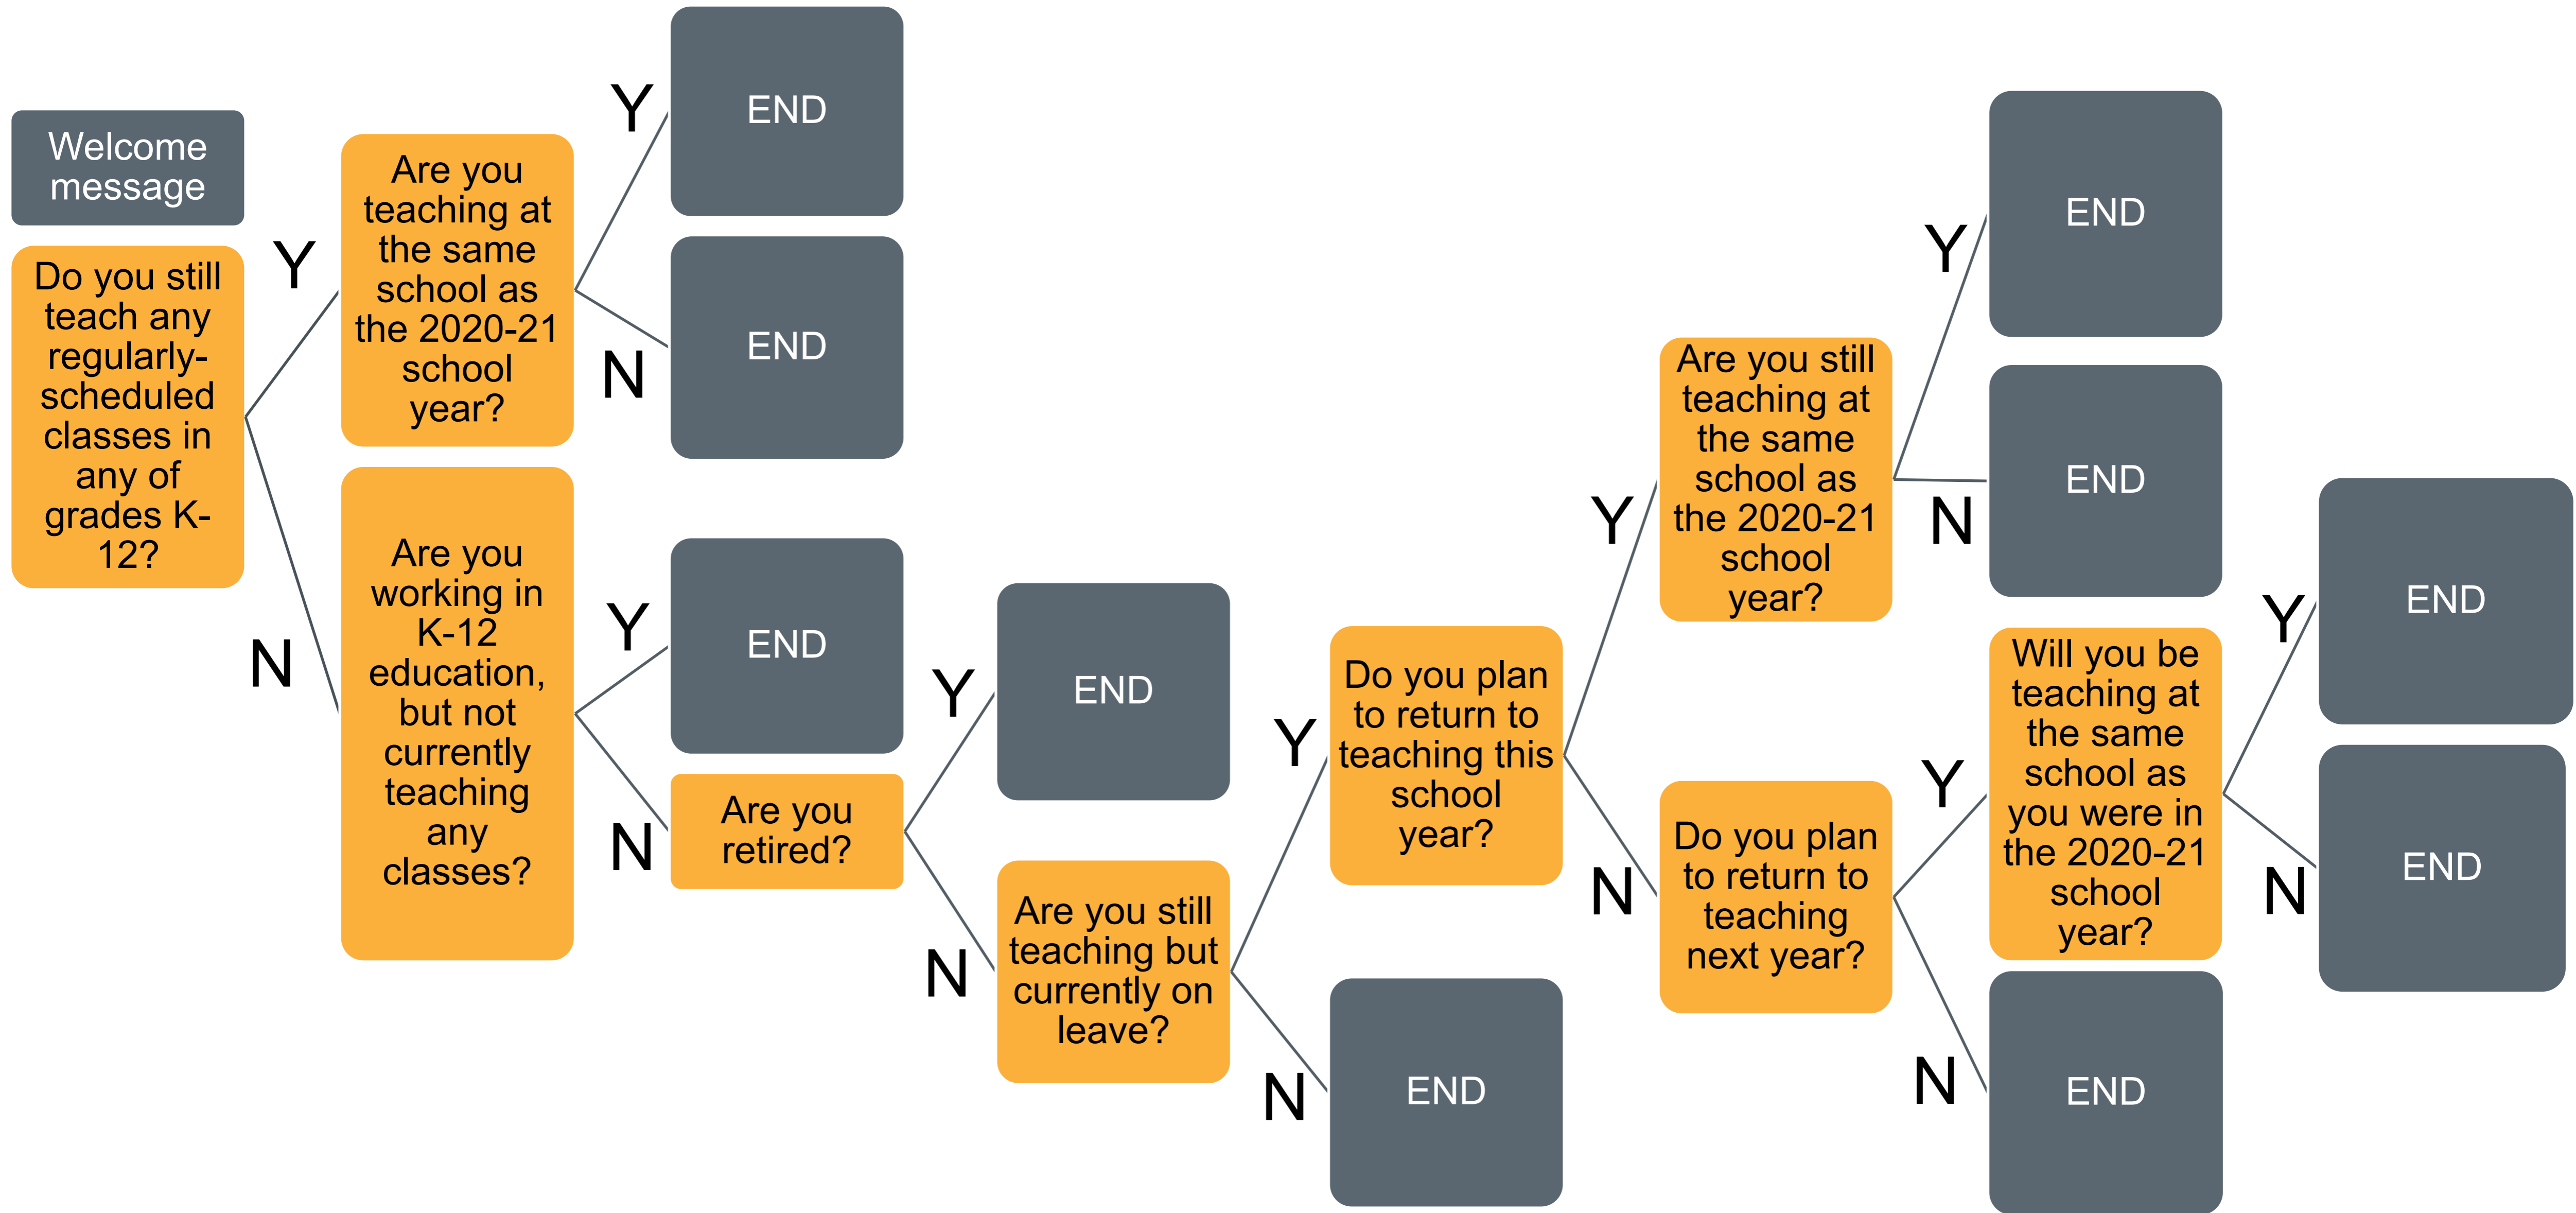 Welcome
message
Do you still
teach any
regularly-
scheduled
classes in
any of
grades K-
12?
Y
N
Are you
teaching at
the same
school as
the 2020-21
school
year?
Y
N
END
END
Are you
working in
K-12
education,
but not
currently
teaching
any
classes?
Y
N
END
Are you
retired?
Y
N
END
Are you still
teaching but
currently on
leave?
Y
N
Do you plan
to return to
teaching this
school
year?
END
Y
N
Are you still
teaching at
the same
school as
the 2020-21
school
year?
Y
N
END
END
Do you plan
to return to
teaching
next year?
Y
N
Will you be
teaching at
the same
school as
you were in
the 2020-21
school
year?
END
Y
N
END
END